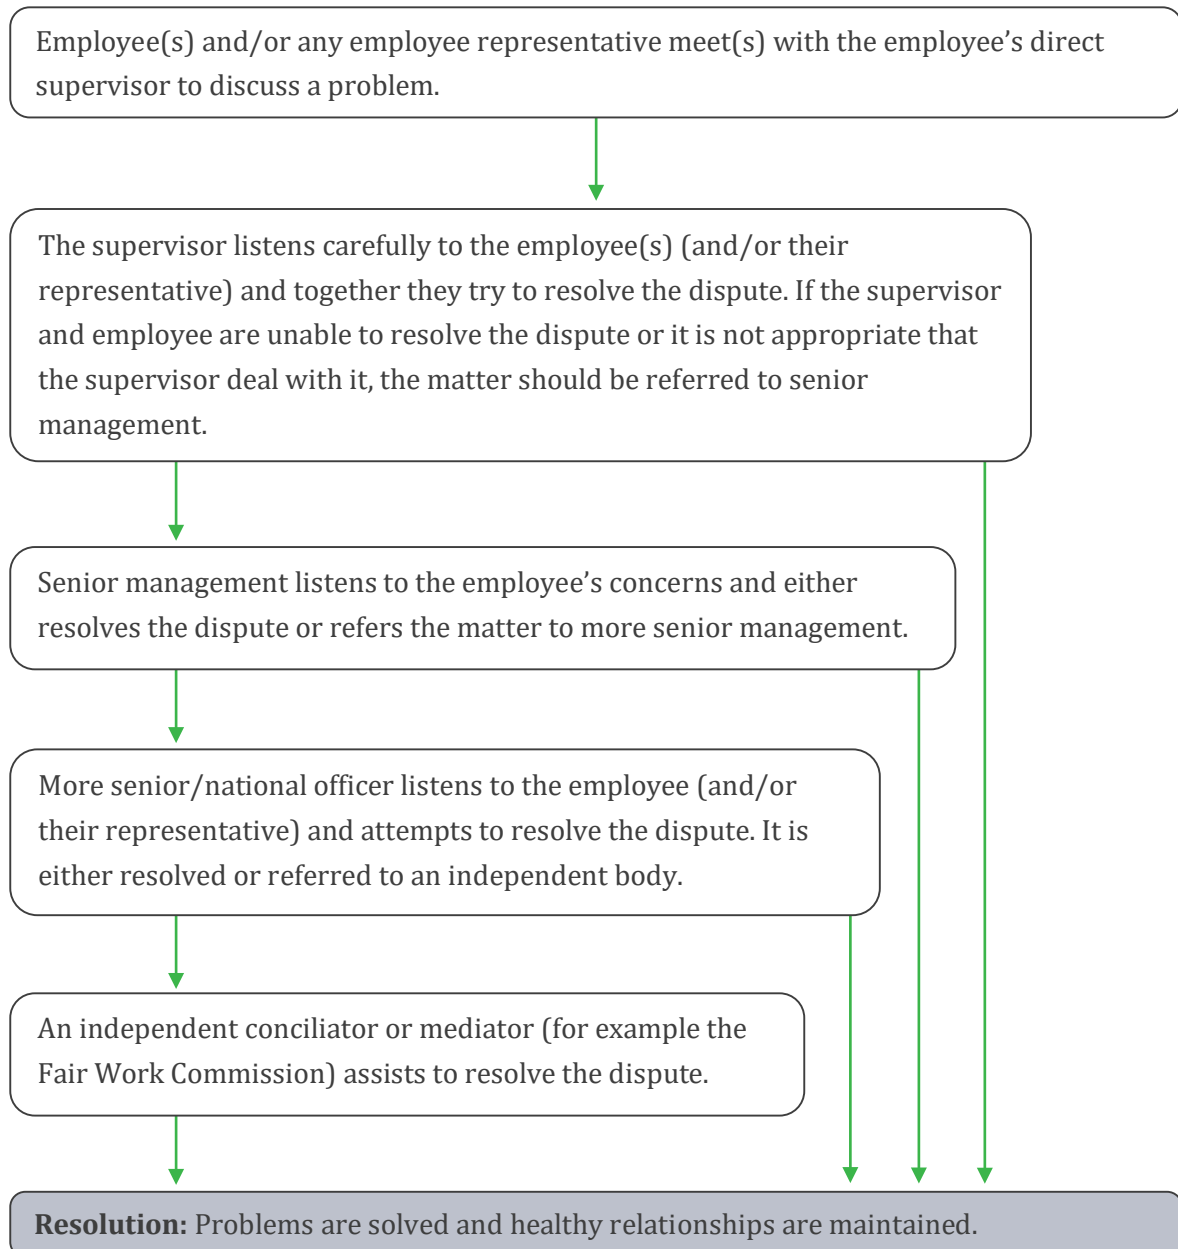 Employee(s) and/or any employee representative meet(s) with the employee’s direct
supervisor to discuss a problem.
The supervisor listens carefully to the employee(s) (and/or their
representative) and together they try to resolve the dispute. If the supervisor
and employee are unable to resolve the dispute or it is not appropriate that
the supervisor deal with it, the matter should be referred to senior
management.
Senior management listens to the employee’s concerns and either
resolves the dispute or refers the matter to more senior management.
More senior/national officer listens to the employee (and/or
their representative) and attempts to resolve the dispute. It is
either resolved or referred to an independent body.
An independent conciliator or mediator (for example the
Fair Work Commission) assists to resolve the dispute.
Resolution: Problems are solved and healthy relationships are maintained.